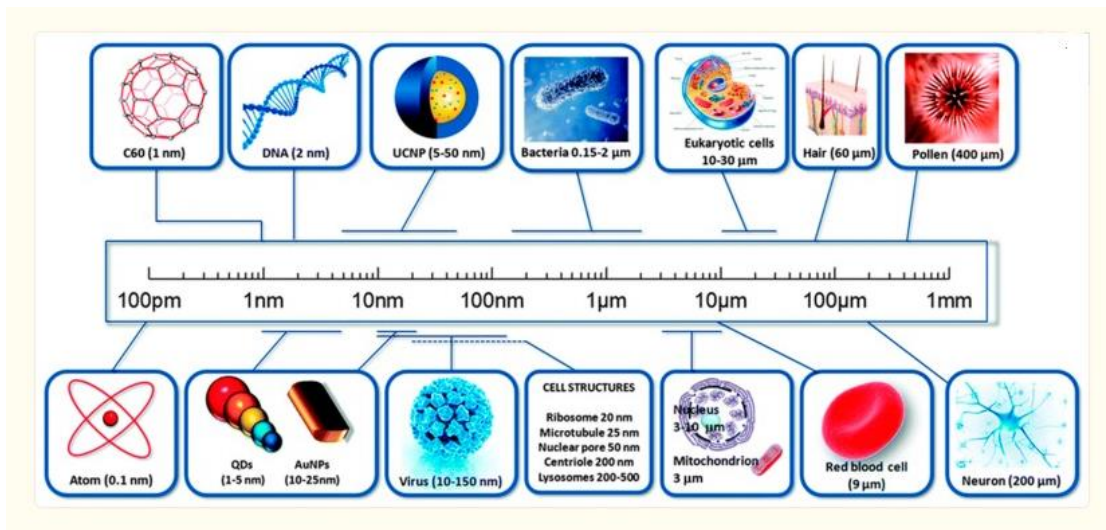 C60 (1 nm)
DNA (2 nm)
UCNP (5-50 nm)
Bacteria 0.15-2 µm
Eukaryotic cells
10-30 µm
Hair (60 µm)
Pollen (400 µm)
100pm 1nm 10nm 100nm 1µm 10µm 100µm 1mm
Atom (0.1 nm)
QDs
(1-5 nm)
AuNPs
(10-25nm)
Virus (10-150 nm)
CELL STRUCTURES
Ribosome 20 nm
Microtubule 25 nm
Nuclear pore 50 nm
Centriole 200 nm
Lysosomes 200-500
Nucleus
3-10 µm
Mitochondrion
3 µm
Red blood cell
(9 µm)
Neuron (200 µm)